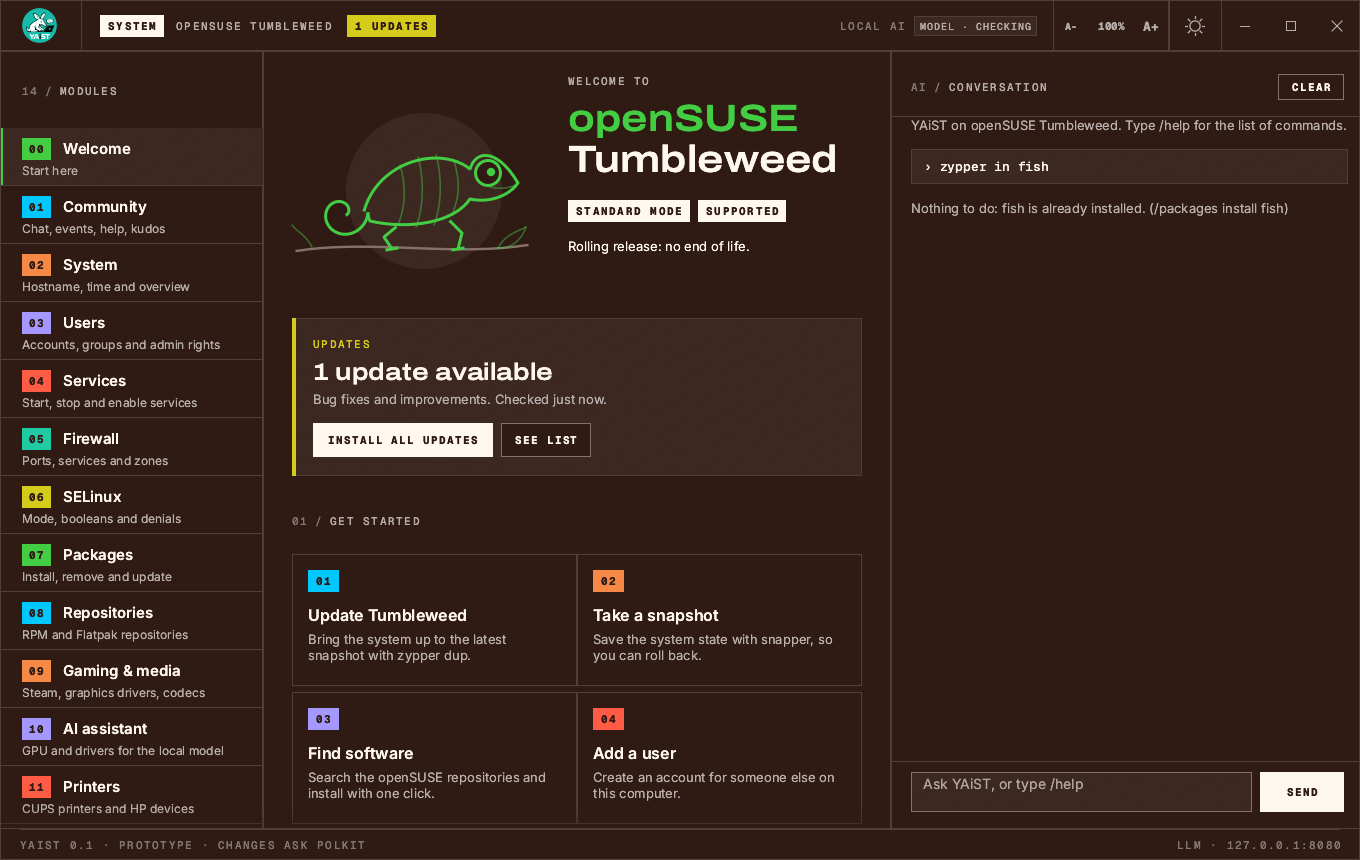 YAiST
SYSTEM OPENSUSE TUMBLEWEED 1 UPDATES
LOCAL AI MODEL · CHECKING A- 100% A+
14 / MODULES
00 Welcome
Start here
01 Community
Chat, events, help, kudos
02 System
Hostname, time and overview
03 Users
Accounts, groups and admin rights
04 Services
Start, stop and enable services
05 Firewall
Ports, services and zones
06 SELinux
Mode, booleans and denials
07 Packages
Install, remove and update
08 Repositories
RPM and Flatpak repositories
09 Gaming & media
Steam, graphics drivers, codecs
10 AI assistant
GPU and drivers for the local model
11 Printers
CUPS printers and HP devices
WELCOME TO
openSUSE
Tumbleweed
STANDARD MODE SUPPORTED
Rolling release: no end of life.
UPDATES
1 update available
Bug fixes and improvements. Checked just now.
INSTALL ALL UPDATES SEE LIST
01 / GET STARTED
01
Update Tumbleweed
Bring the system up to the latest
snapshot with zypper dup.
02
Take a snapshot
Save the system state with snapper, so
you can roll back.
03
Find software
Search the openSUSE repositories and
install with one click.
04
Add a user
Create an account for someone else on
this computer.
AI / CONVERSATION CLEAR
YAiST on openSUSE Tumbleweed. Type /help for the list of commands.
› zypper in fish
Nothing to do: fish is already installed. (/packages install fish)
Ask YAiST, or type /help SEND
YAIST 0.1 · PROTOTYPE · CHANGES ASK POLKIT
LLM · 127.0.0.1:8080